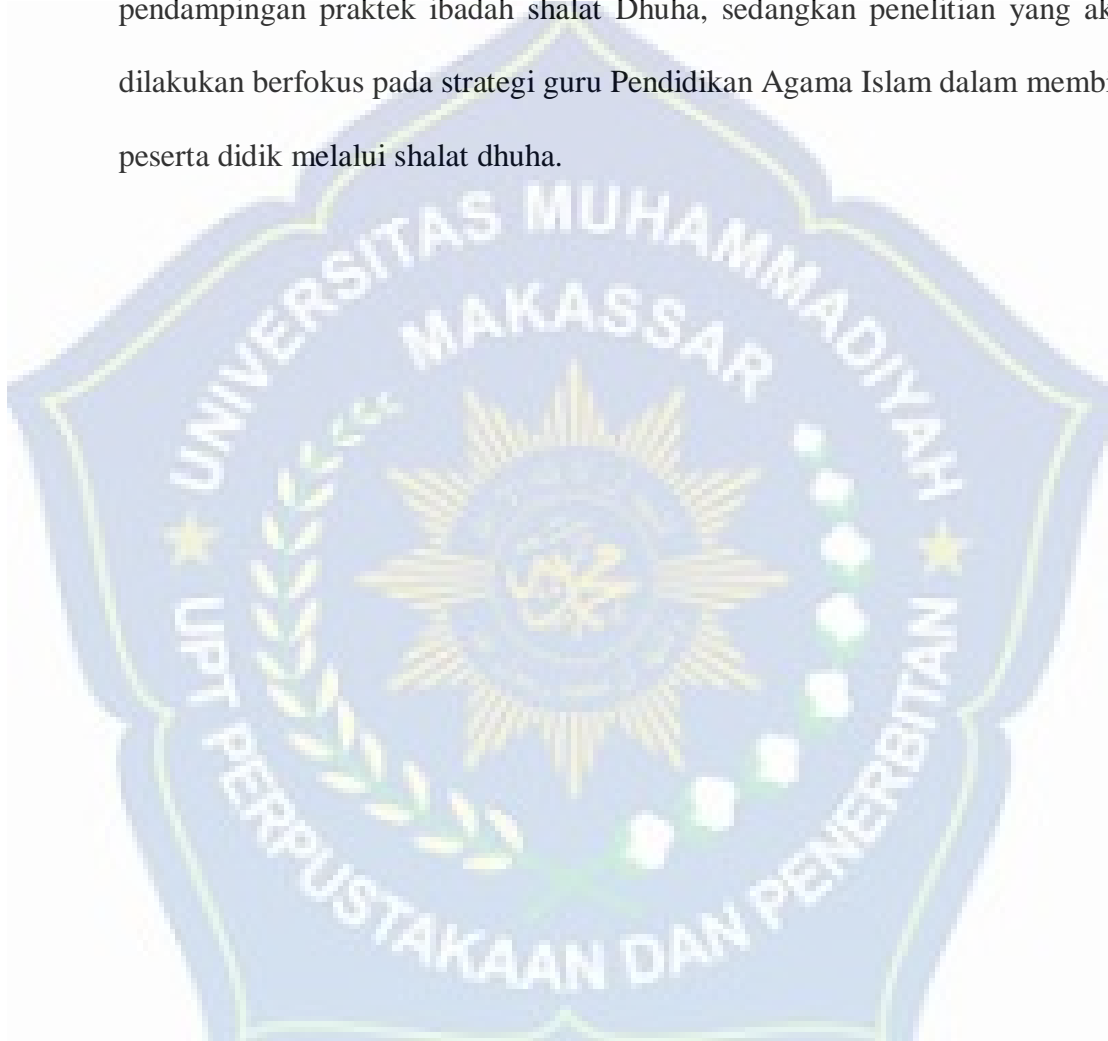 pendampingan praktek ibadah shalat Dhuha, sedangkan penelitian yang
dilakukan berfokus pada strategi guru Pendidikan Agama Islam dalam
peserta didik melalui shalat dhuha.
UNIVERSITAS MUHAMMADIYAH
MAKASSAR
UPT PERPUSTAKAAN DAN PENERBITAN